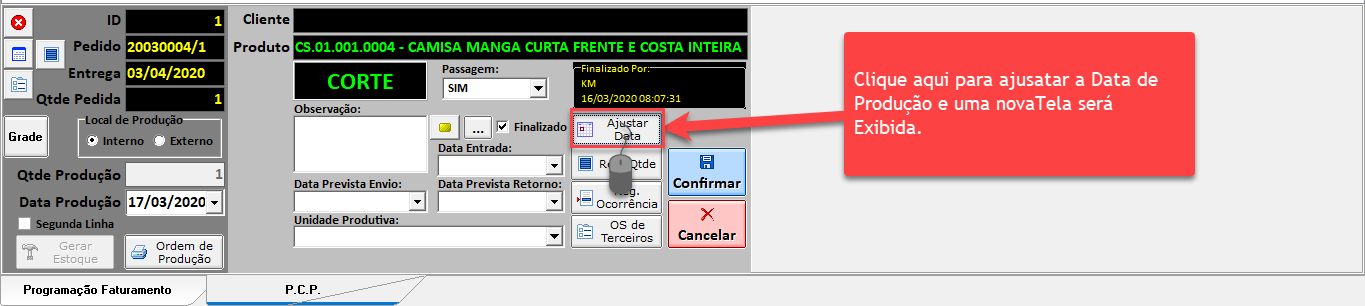 ID 1
Pedido 20030004/1
Entrega 03/04/2020
Qtde Pedida 1
Grade
Local de Produção
Interno Externo
Qtde Produção 1
Data Produção 17/03/2020
Segunda Linha
Gerar
Estoque
Ordem de
Produção
Cliente
Produto CS.01.001.0004 - CAMISA MANGA CURTA FRENTE E COSTA INTEIRA
CORTE
Passagem:
SIM
Finalizado Por:
KM
16/03/2020 08:07:31
Observação:
... Finalizado
Data Entrada:
Data Prevista Envio: Data Prevista Retorno:
Unidade Produtiva:
Ajustar
Data
Qtde
Ocorrência
OS de
Terceiros
Confirmar
Cancelar
Clique aqui para ajusatar a Data de
Produção e uma novaTela será
Exibida.
Programação Faturamento P.C.P.